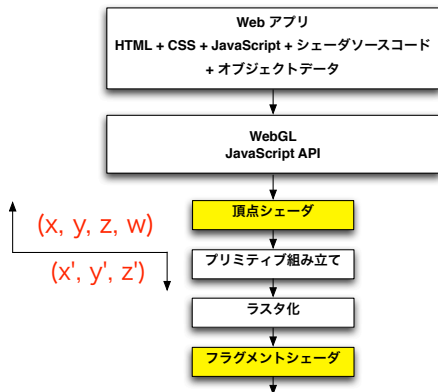 Web アプリ
HTML + CSS + JavaScript + シェーダソースコード
+ オブジェクトデータ
WebGL
JavaScript API
頂点シェーダ
(x, y, z, w)
プリミティブ組み立て
(x', y', z')
ラスタ化
フラグメントシェーダ